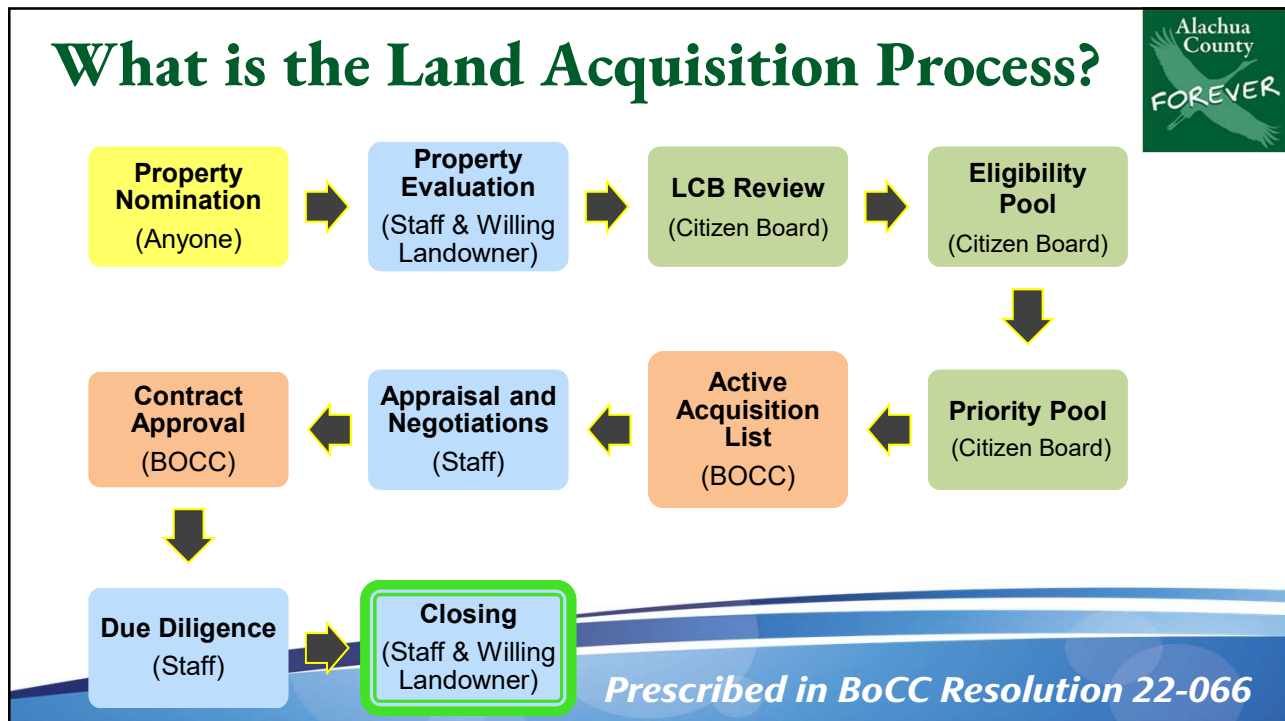 What is the Land Acquisition Process?
Alachua
County
FOREVER
Property
Nomination
(Anyone)
Property
Evaluation
(Staff & Willing
Landowner)
LCB Review
(Citizen Board)
Eligibility
Pool
(Citizen Board)
Priority Pool
(Citizen Board)
Active
Acquisition
List
(BOCC)
Appraisal and
Negotiations
(Staff)
Contract
Approval
(BOCC)
Due Diligence
(Staff)
Closing
(Staff & Willing
Landowner)
Prescribed in BoCC Resolution 22-066